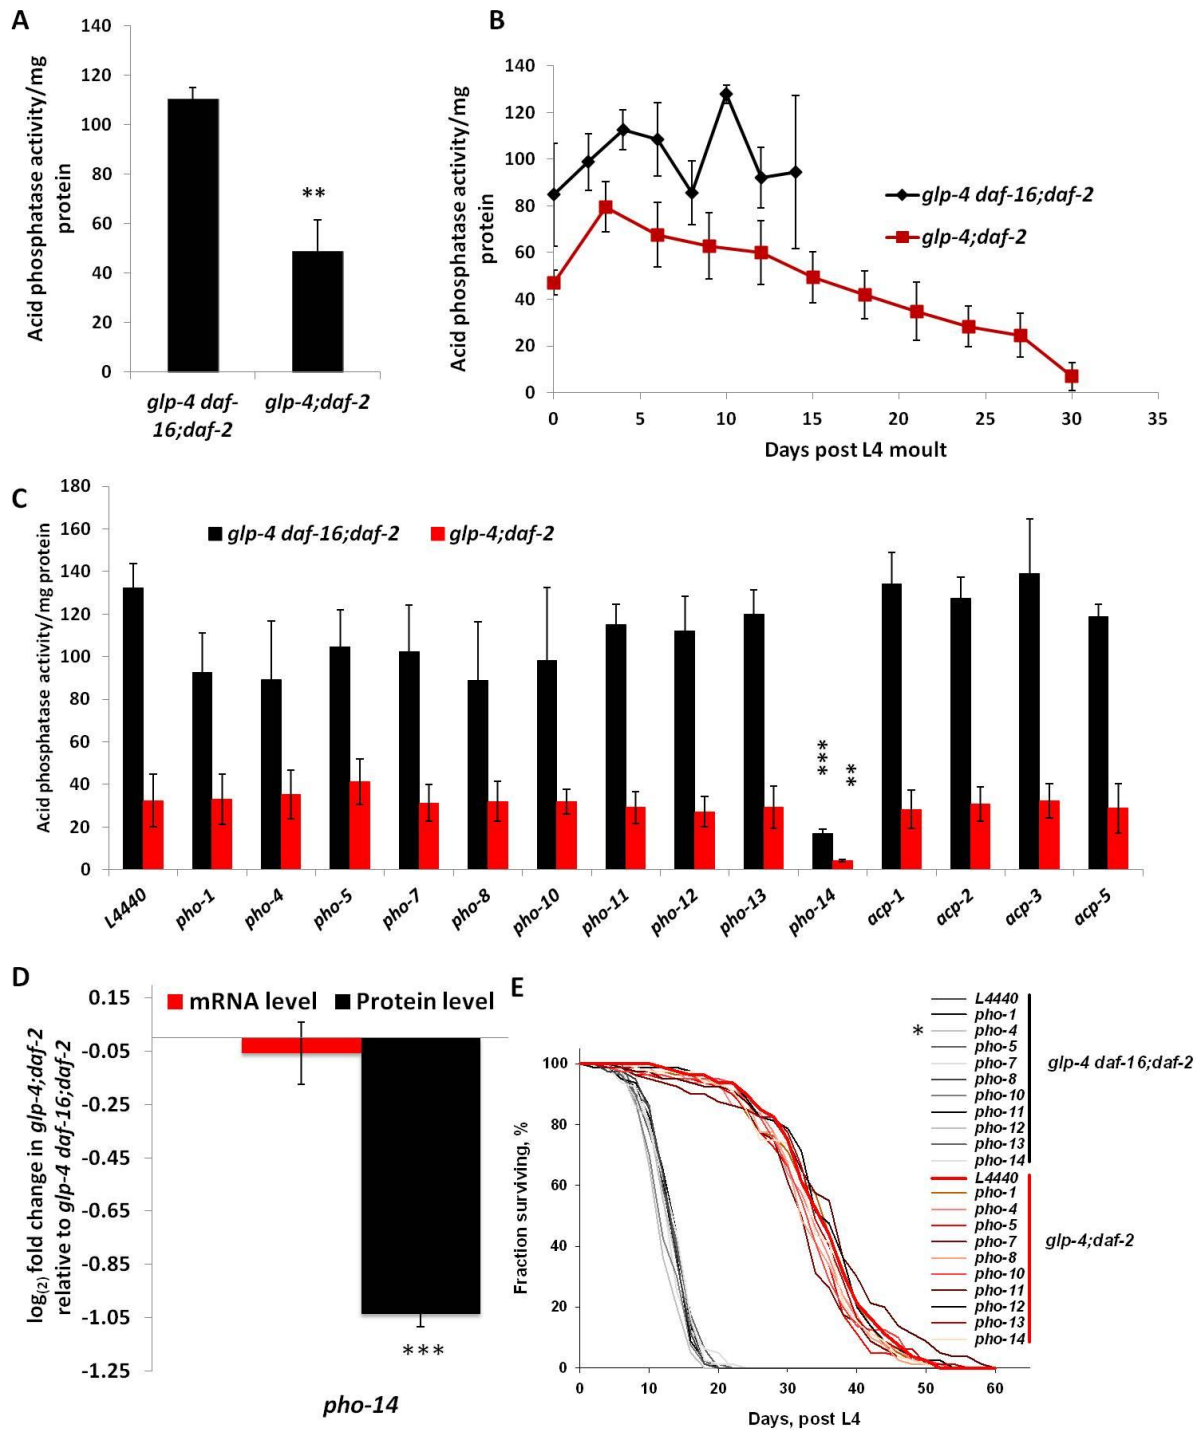 A
Acid phosphatase activity/mg
protein
140
120
100
80
60
40
20
0
**
glp-4 daf-
16;daf-2
glp-4;daf-2
B
Acid phosphatase activity/mg
protein
140
120
100
80
60
40
20
0
0 5 10 15 20 25 30 35
Days post L4 moult
glp-4 daf-16;daf-2
glp-4;daf-2
C
Acid phosphatase activity/mg protein
180
160
140
120
100
80
60
40
20
0
glp-4 daf-16;daf-2 glp-4;daf-2
***
**
L4440 pho-1 pho-4 pho-5 pho-7 pho-8 pho-10 pho-11 pho-12 pho-13 pho-14 acp-1 acp-2 acp-3 acp-5
D
log(2) fold change in glp-4;daf-2
relative to glp-4 daf-16;daf-2
0.15
-0.05
-0.25
-0.45
-0.65
-0.85
-1.05
-1.25
mRNA level Protein level
***
pho-14
E
Fraction surviving, %
100
80
60
40
20
0
0 10 20 30 40 50 60
Days, post L4
L4440
pho-1
* pho-4
pho-5
pho-7
pho-8
pho-10
pho-11
pho-12
pho-13
pho-14
glp-4 daf-16;daf-2
L4440
pho-1
pho-4
pho-5
pho-7
pho-8
pho-10
pho-11
pho-12
pho-13
pho-14
glp-4;daf-2